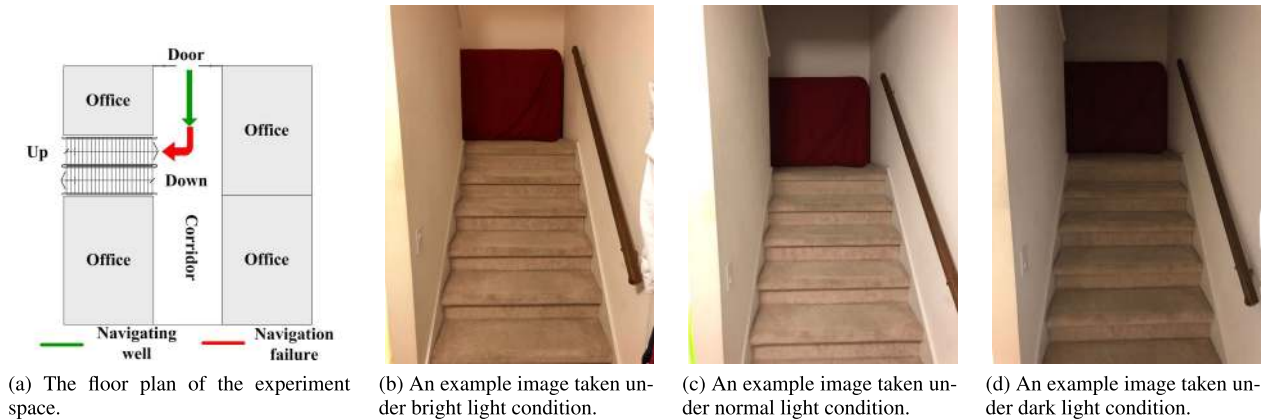 Door
Office
Office
Up
Down
Corridor
Office
Office
Navigating
well
Navigation
failure
(a) The floor plan of the experiment
space.
(b) An example image taken un-
der bright light condition.
(c) An example image taken un-
der normal light condition.
(d) An example image taken un-
der dark light condition.